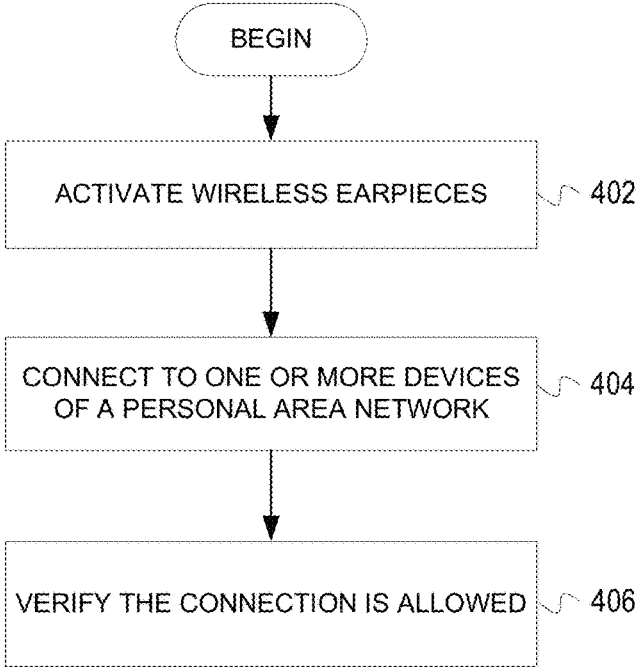 BEGIN
ACTIVATE WIRELESS EARPIECES
402
CONNECT TO ONE OR MORE DEVICES
OF A PERSONAL AREA NETWORK
404
VERIFY THE CONNECTION IS ALLOWED
406